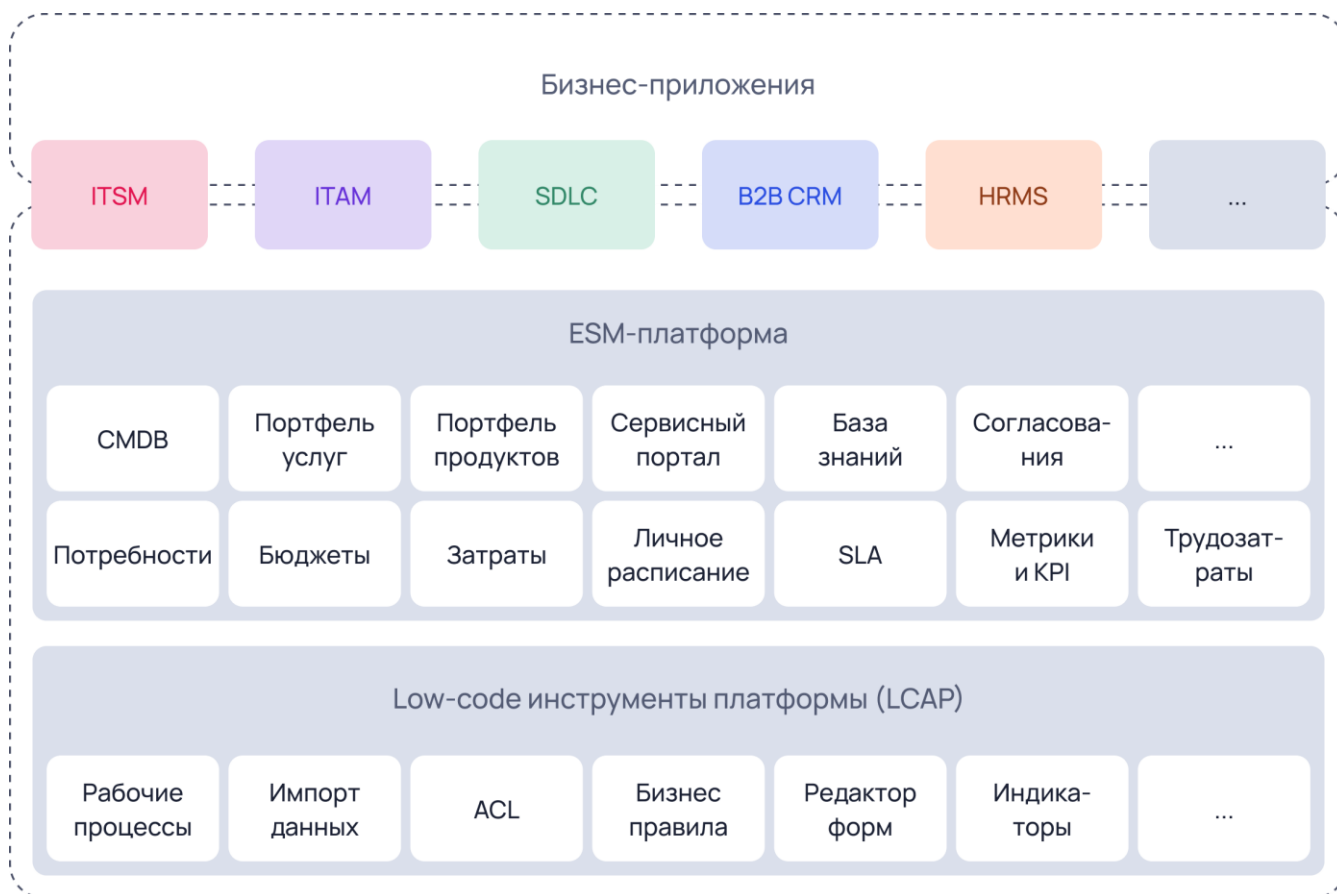 Бизнес-приложения
ITSM
ITAM
SDLC
B2B CRM
HRMS
...
ESM-платформа
CMDB
Портфель
услуг
Портфель
продуктов
Сервисный
портал
База
знаний
Согласова-
ния
...
Потребности
Бюджеты
Затраты
Личное
расписание
SLA
Метрики
и KPI
Трудозат-
раты
Low-code инструменты платформы (LCAP)
Рабочие
процессы
Импорт
данных
ACL
Бизнес
правила
Редактор
форм
Индика-
торы
...